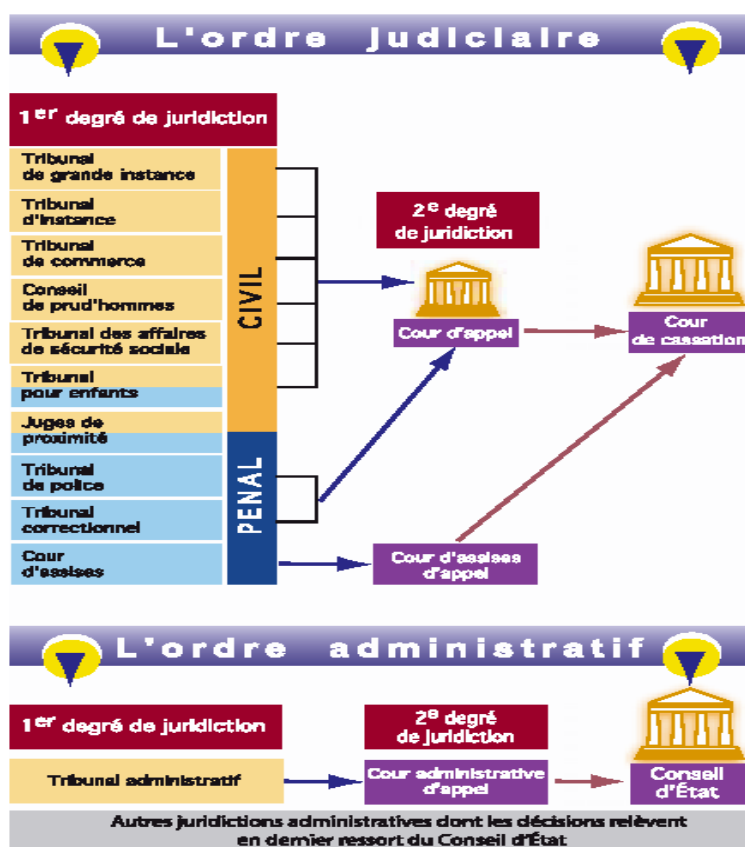 L'ordre judiciaire
1er degré de juridiction
Tribunal
de grande instance
Tribunal
d'instance
Tribunal
de commerce
Conseil
de prud'hommes
Tribunal des affaires
de sécurité sociale
Tribunal
pour enfants
Juges de
proximité
Tribunal
de police
Tribunal
correctionnel
Cour
d'assises
CIVIL
PENAL
2e degré
de juridiction
Cour d'appel
Cour
de cassation
Cour d'assises
d'appel
L'ordre administratif
1er degré de juridiction
2e degré
de juridiction
Tribunal administratif
Cour administrative
d'appel
Conseil
d'État
Autres juridictions administratives dont les décisions relèvent
en dernier ressort du Conseil d'État